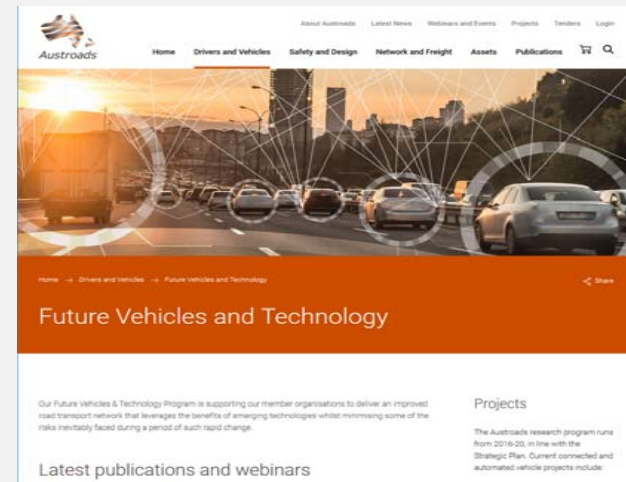 About Austroads Latest News Webinars and Events Projects Tenders Login
Austroads
Home Drivers and Vehicles Safety and Design Network and Freight Assets Publications
Home → Drivers and Vehicles → Future Vehicles and Technology
Share
Future Vehicles and Technology
Our Future Vehicles & Technology Program is supporting our member organisations to deliver an improved
road transport network that leverages the benefits of emerging technologies whilst minimising some of the
risks inevitably faced during a period of such rapid change.
Latest publications and webinars
Projects
The Austroads research program runs
from 2016-20, in line with the
Strategic Plan. Current connected and
automated vehicle projects include: